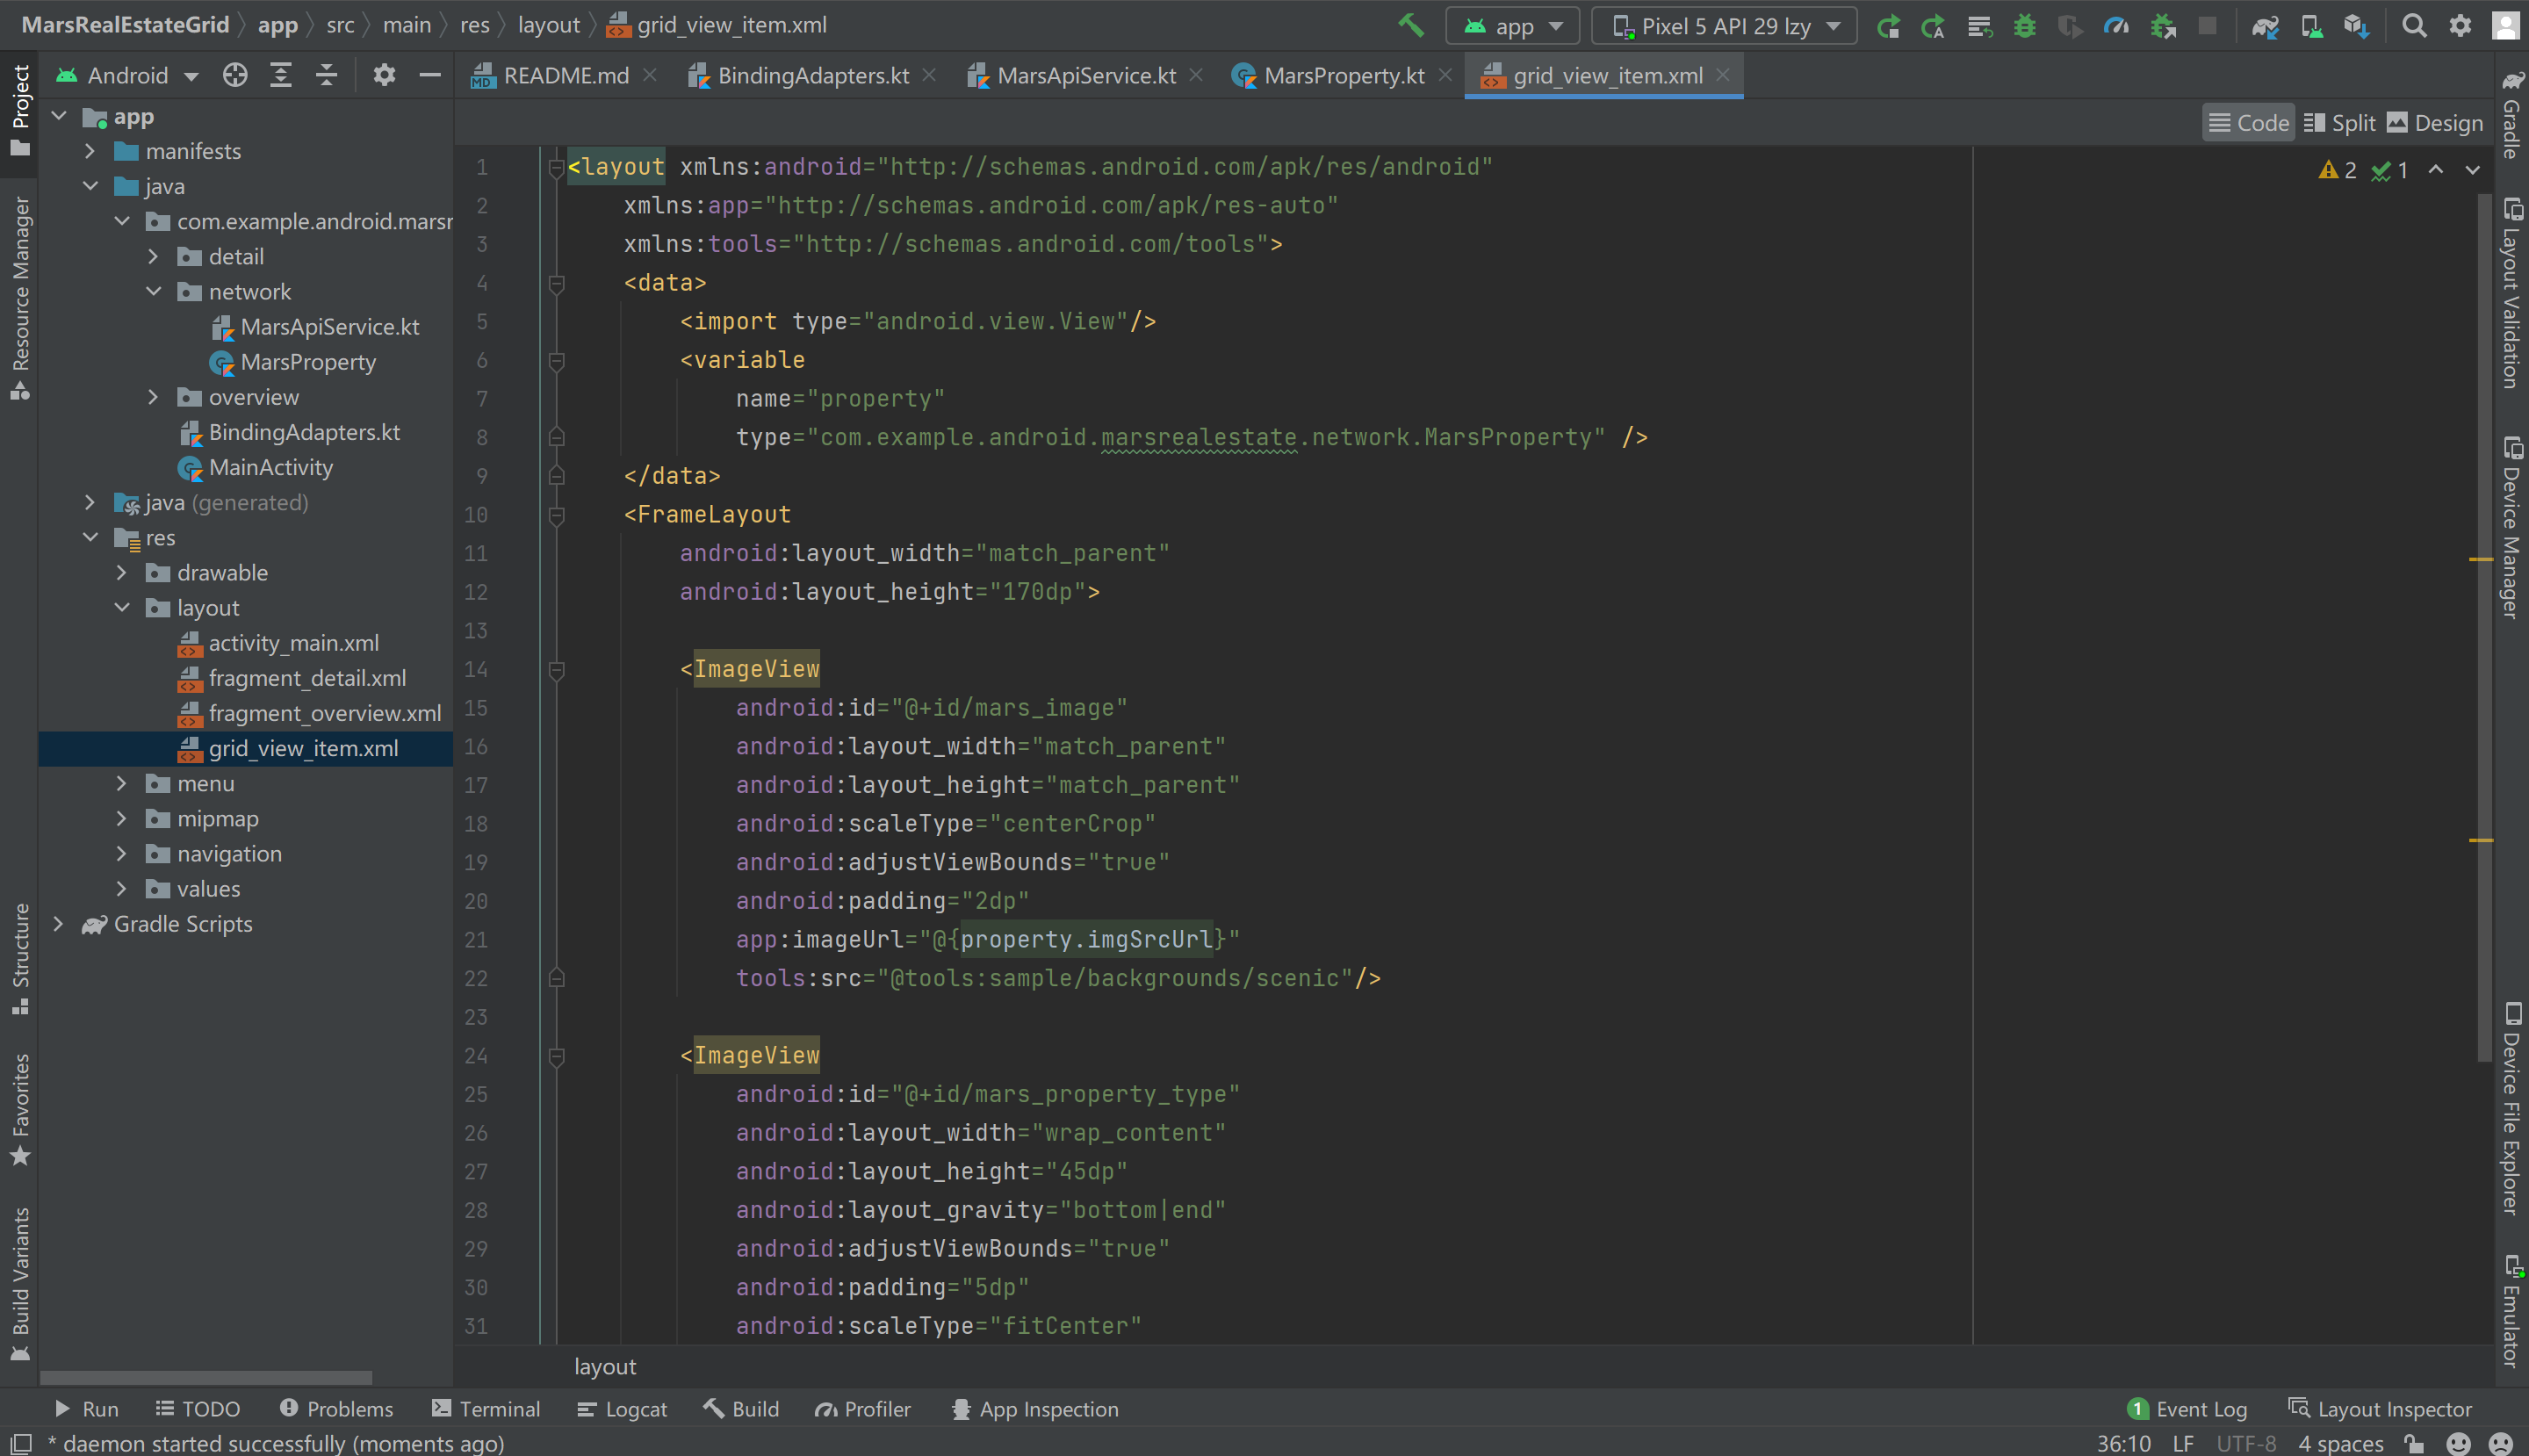 MarsRealEstateGrid app src main res layout grid_view_item.xml
app Pixel 5 API 29 lzy
Android
README.md BindingAdapters.kt MarsApiService.kt MarsProperty.kt grid_view_item.xml
Code Split Design
2 1
Project
Resource Manager
Structure
Favorites
Build Variants
app
manifests
java
com.example.android.marsr
detail
network
MarsApiService.kt
MarsProperty
overview
BindingAdapters.kt
MainActivity
java (generated)
res
drawable
layout
activity_main.xml
fragment_detail.xml
fragment_overview.xml
grid_view_item.xml
menu
mipmap
navigation
values
Gradle Scripts
1 <layout xmlns:android="http://schemas.android.com/apk/res/android"
2 xmlns:app="http://schemas.android.com/apk/res-auto"
3 xmlns:tools="http://schemas.android.com/tools">
4 <data>
5 <import type="android.view.View"/>
6 <variable
7 name="property"
8 type="com.example.android.marsrealestate.network.MarsProperty" />
9 </data>
10 <FrameLayout
11 android:layout_width="match_parent"
12 android:layout_height="170dp">
13
14 <ImageView
15 android:id="@+id/mars_image"
16 android:layout_width="match_parent"
17 android:layout_height="match_parent"
18 android:scaleType="centerCrop"
19 android:adjustViewBounds="true"
20 android:padding="2dp"
21 app:imageUrl="@{property.imgSrcUrl}"
22 tools:src="@tools:sample/backgrounds/scenic"/>
23
24 <ImageView
25 android:id="@+id/mars_property_type"
26 android:layout_width="wrap_content"
27 android:layout_height="45dp"
28 android:layout_gravity="bottom|end"
29 android:adjustViewBounds="true"
30 android:padding="5dp"
31 android:scaleType="fitCenter"
layout
Gradle
Layout Validation
Device Manager
Device File Explorer
Emulator
Run TODO Problems Terminal Logcat Build Profiler App Inspection 1 Event Log Layout Inspector
* daemon started successfully (moments ago) 36:10 LF UTF-8 4 spaces